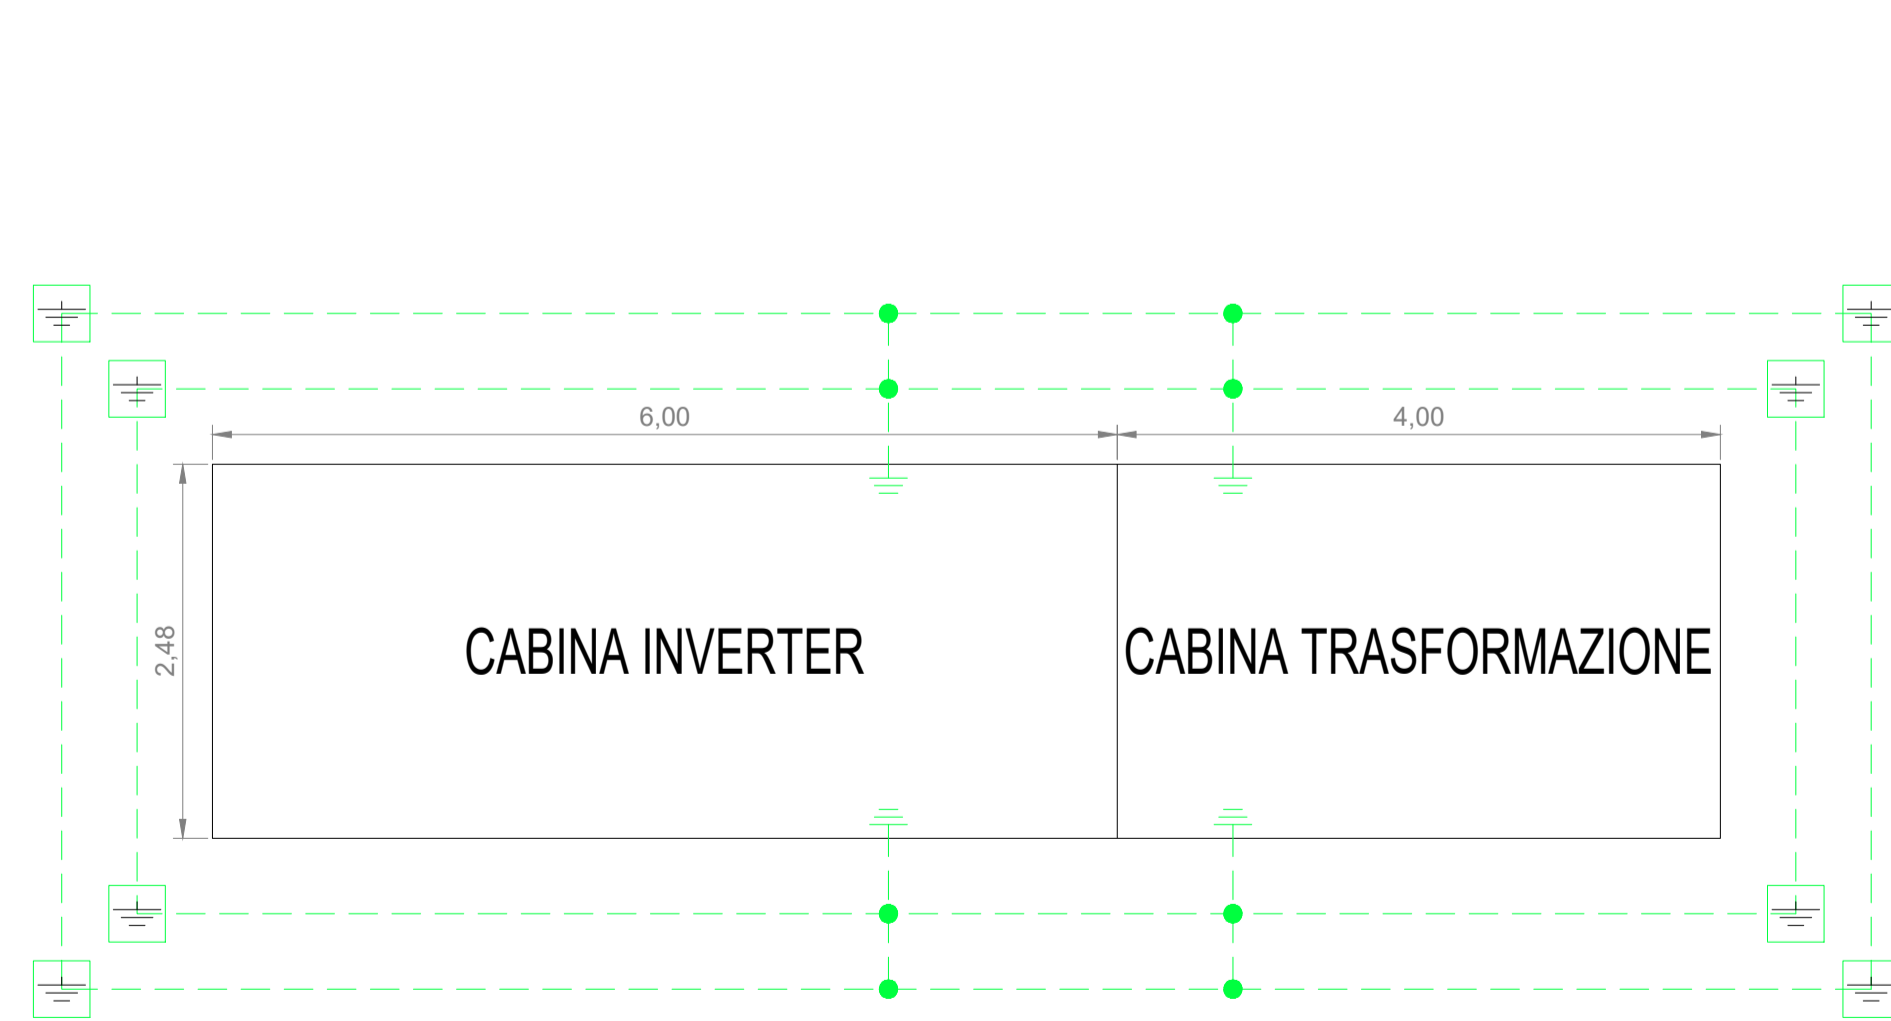 6,00
4,00
2,48
CABINA INVERTER
CABINA TRASFORMAZIONE